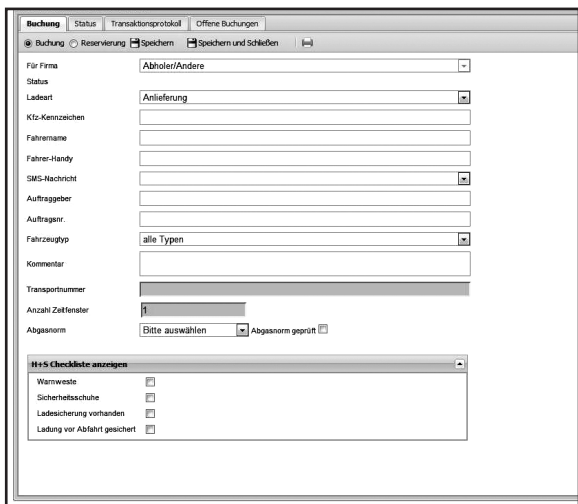 Buchung Status Transaktionsprotokoll Offene Buchungen
Buchung Reservierung Speichern Speichern und Schließen
Für Firma Abholer/Andere
Status
Ladeart Anlieferung
Kfz-Kennzeichen
Fahrername
Fahrer-Handy
SMS-Nachricht
Auftraggeber
Auftragsnr.
Fahrzeugtyp alle Typen
Kommentar
Transportnummer
Anzahl Zeitfenster 1
Abgasnorm Bitte auswählen Abgasnorm geprüft
H+S Checkliste anzeigen
Warnweste
Sicherheitsschuhe
Ladesicherung vorhanden
Ladung vor Abfahrt gesichert